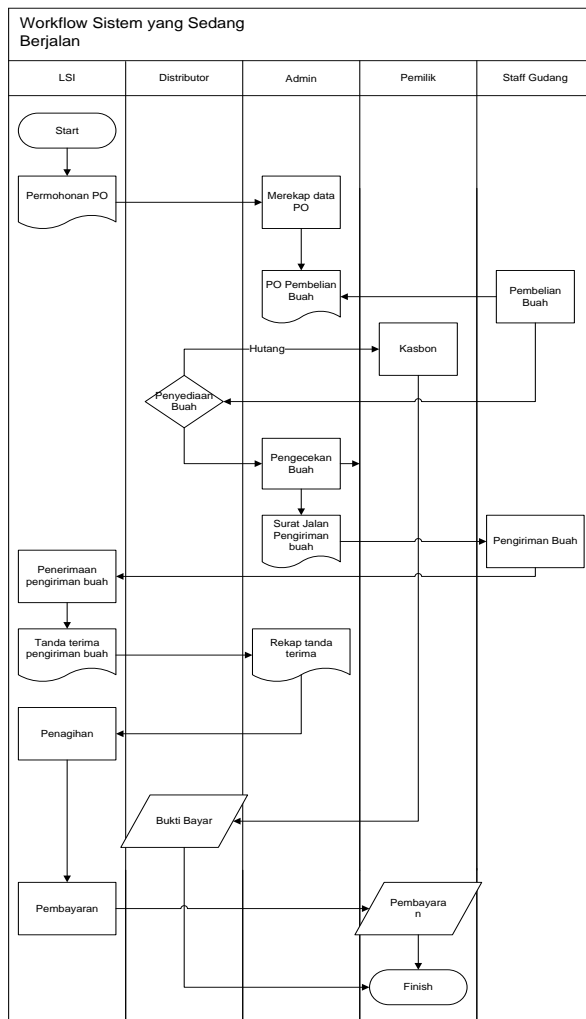 Workflow Sistem yang Sedang
Berjalan
LSI
Distributor
Admin
Pemilik
Staff Gudang
Start
Permohonan PO
Merekap data
PO
PO Pembelian
Buah
Pembelian
Buah
Hutang
Kasbon
Penyediaan
Buah
Pengecekan
Buah
Surat Jalan
Pengiriman
buah
Pengiriman Buah
Penerimaan
pengiriman buah
Tanda terima
pengiriman buah
Rekap tanda
terima
Penagihan
Bukti Bayar
Pembayaran
Pembayara
n
Finish